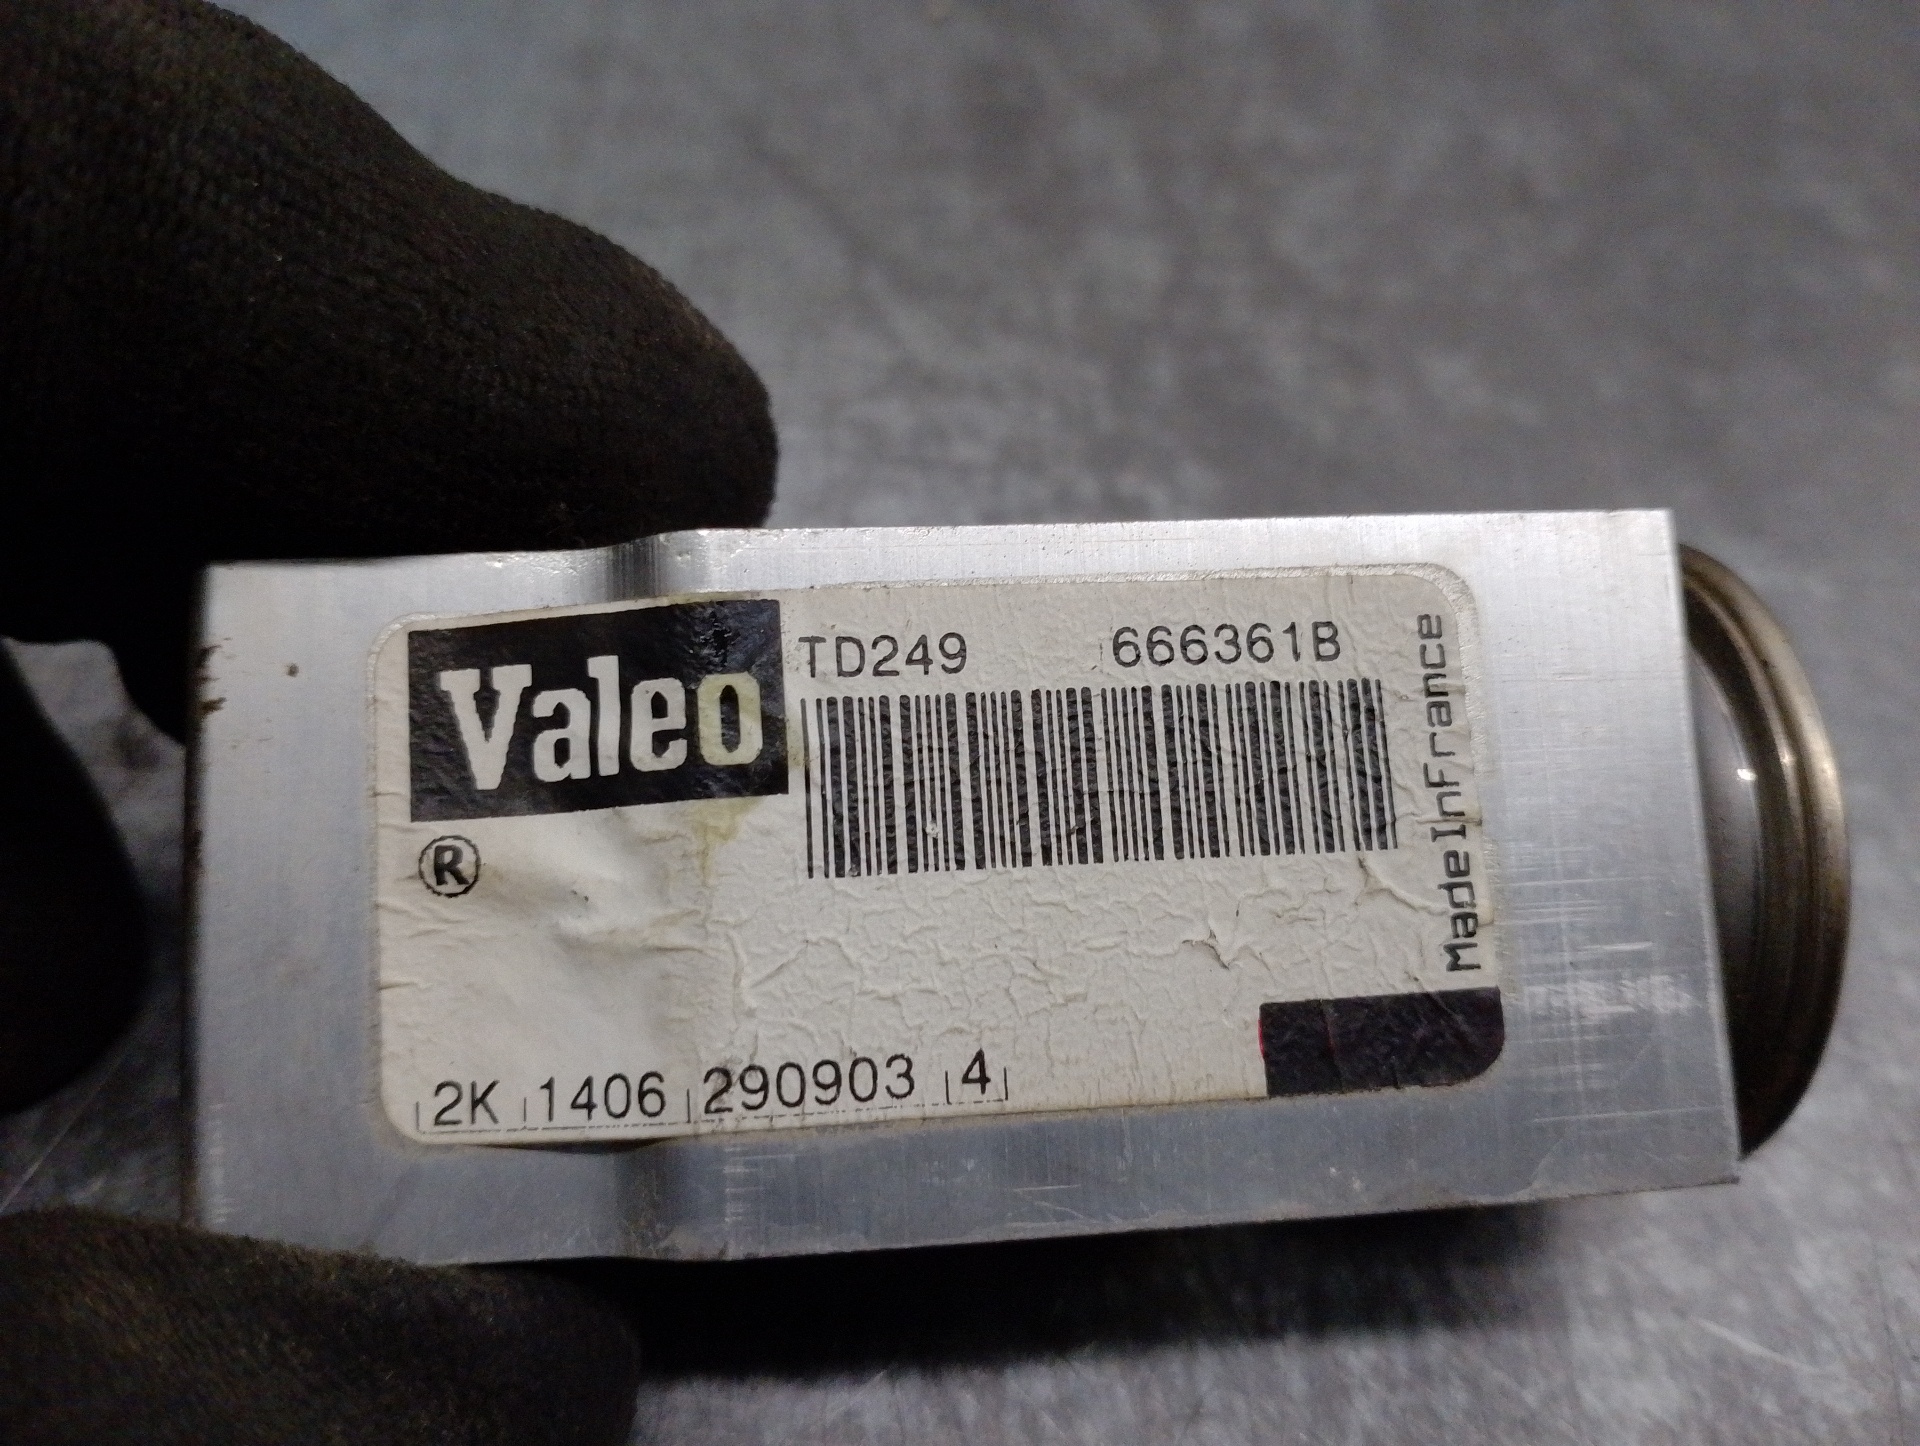 Valeo
®
TD249 666361B
Made In France
2K 1406 290903 4